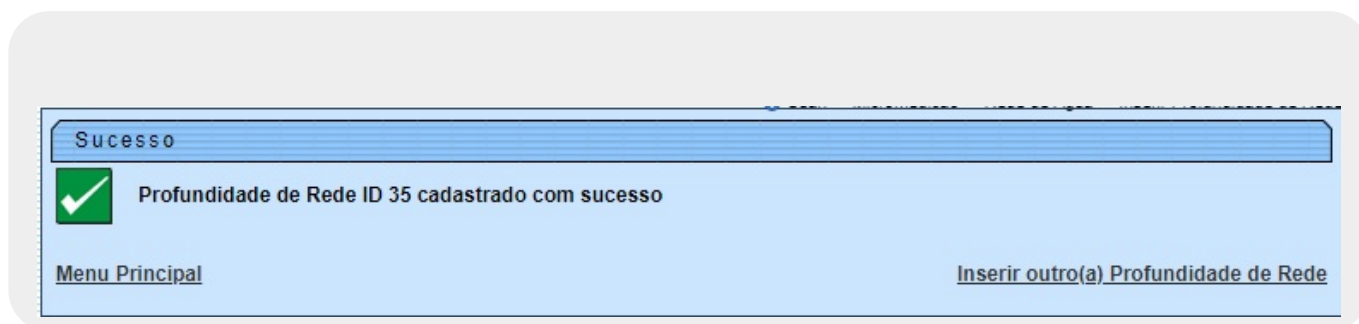 Sucesso
Profundidade de Rede ID 35 cadastrado com sucesso
Menu Principal
Inserir outro(a) Profundidade de Rede